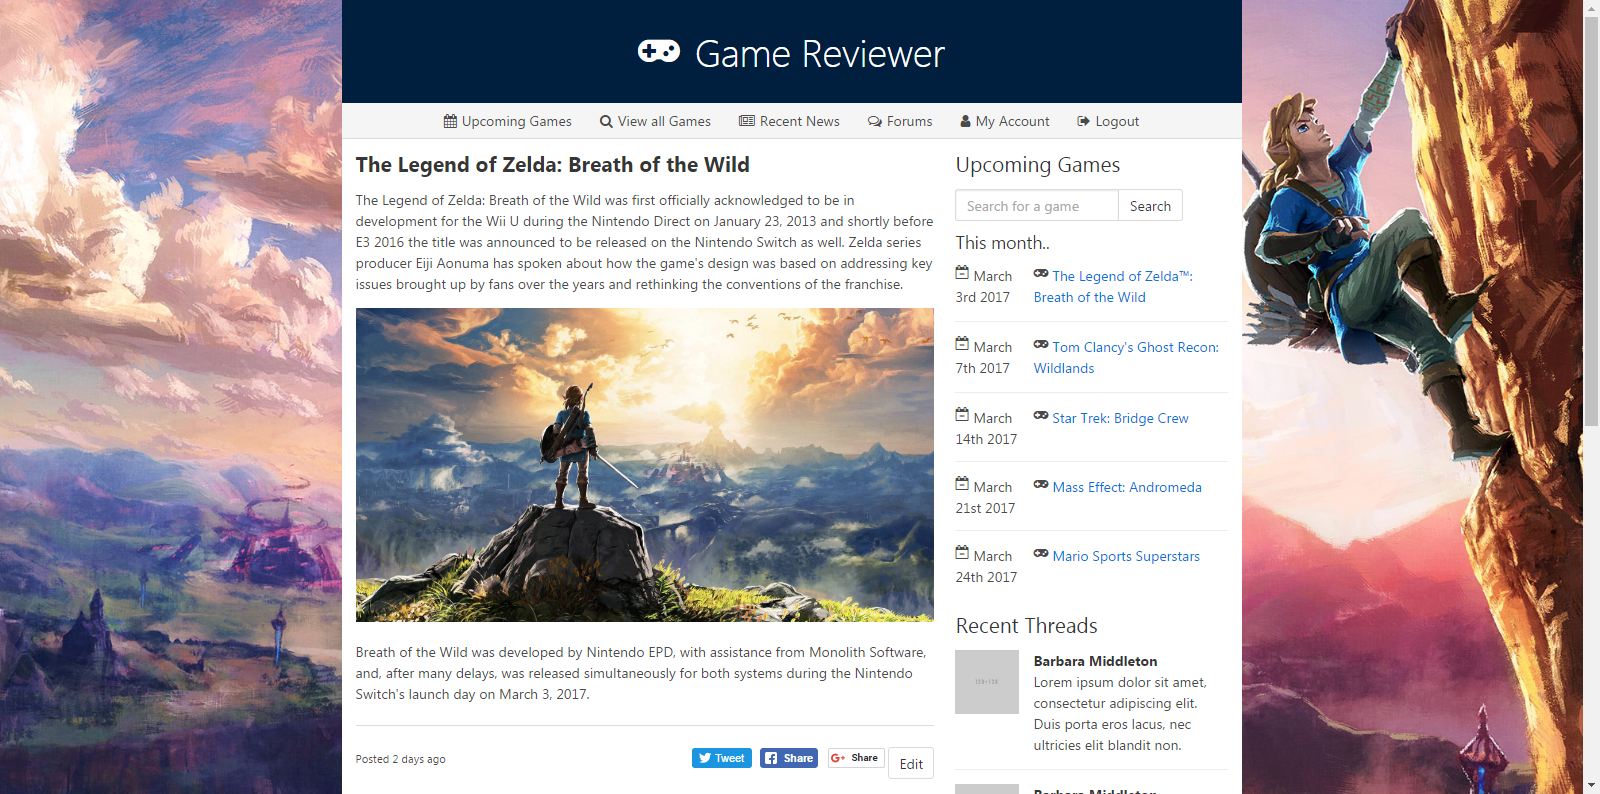 Game Reviewer
Upcoming Games
View all Games
Recent News
Forums
My Account
Logout
The Legend of Zelda: Breath of the Wild
The Legend of Zelda: Breath of the Wild was first officially acknowledged to be in
development for the Wii U during the Nintendo Direct on January 23, 2013 and shortly before
E3 2016 the title was announced to be released on the Nintendo Switch as well. Zelda series
producer Eiji Aonuma has spoken about how the game's design was based on addressing key
issues brought up by fans over the years and rethinking the conventions of the franchise.
Breath of the Wild was developed by Nintendo EPD, with assistance from Monolith Software,
and, after many delays, was released simultaneously for both systems during the Nintendo
Switch's launch day on March 3, 2017.
Posted 2 days ago
Tweet
Share
G+ Share
Edit
Upcoming Games
Search for a game
Search
This month..
March
3rd 2017
The Legend of Zelda™:
Breath of the Wild
March
7th 2017
Tom Clancy's Ghost Recon:
Wildlands
March
14th 2017
Star Trek: Bridge Crew
March
21st 2017
Mass Effect: Andromeda
March
24th 2017
Mario Sports Superstars
Recent Threads
Barbara Middleton
Lorem ipsum dolor sit amet,
consectetur adipiscing elit.
Duis porta eros lacus, nec
ultricies elit blandit non.